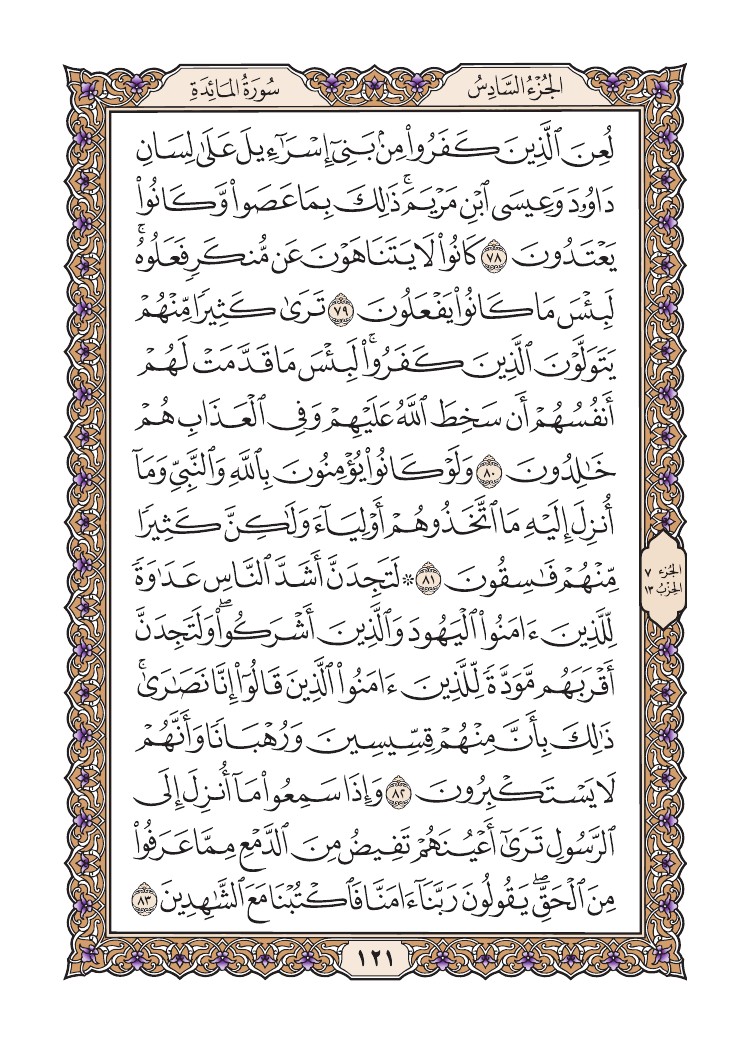 الجُزْءُ السَّادِسُ
سُورَةُ المَائِدَةِ
لُعِنَ ٱلَّذِينَ كَفَرُوا۟ مِنۢ بَنِىٓ إِسْرَٰٓءِيلَ عَلَىٰ لِسَانِ
دَاوُۥدَ وَعِيسَى ٱبْنِ مَرْيَمَ ۚ ذَٰلِكَ بِمَا عَصَوا۟ وَّكَانُوا۟
يَعْتَدُونَ ٧٨ كَانُوا۟ لَا يَتَنَاهَوْنَ عَن مُّنكَرٍ فَعَلُوهُ ۚ
لَبِئْسَ مَا كَانُوا۟ يَفْعَلُونَ ٧٩ تَرَىٰ كَثِيرًا مِّنْهُمْ
يَتَوَلَّوْنَ ٱلَّذِينَ كَفَرُوا۟ ۚ لَبِئْسَ مَا قَدَّمَتْ لَهُمْ
أَنفُسُهُمْ أَن سَخِطَ ٱللَّهُ عَلَيْهِمْ وَفِى ٱلْعَذَابِ هُمْ
خَٰلِدُونَ ٨٠ وَلَوْ كَانُوا۟ يُؤْمِنُونَ بِٱللَّهِ وَٱلنَّبِىِّ وَمَآ
أُنزِلَ إِلَيْهِ مَا ٱتَّخَذُوهُمْ أَوْلِيَآءَ وَلَٰكِنَّ كَثِيرًا
مِّنْهُمْ فَٰسِقُونَ ٨١ ۞ لَتَجِدَنَّ أَشَدَّ ٱلنَّاسِ عَدَٰوَةً
لِّلَّذِينَ ءَامَنُوا۟ ٱلْيَهُودَ وَٱلَّذِينَ أَشْرَكُوا۟ ۖ وَلَتَجِدَنَّ
أَقْرَبَهُم مَّوَدَّةً لِّلَّذِينَ ءَامَنُوا۟ ٱلَّذِينَ قَالُوٓا۟ إِنَّا نَصَٰرَىٰ ۚ
ذَٰلِكَ بِأَنَّ مِنْهُمْ قِسِّيسِينَ وَرُهْبَانًا وَأَنَّهُمْ
لَا يَسْتَكْبِرُونَ ٨٢ وَإِذَا سَمِعُوا۟ مَآ أُنزِلَ إِلَى
ٱلرَّسُولِ تَرَىٰٓ أَعْيُنَهُمْ تَفِيضُ مِنَ ٱلدَّمْعِ مِمَّا عَرَفُوا۟
مِنَ ٱلْحَقِّ ۖ يَقُولُونَ رَبَّنَآ ءَامَنَّا فَٱكْتُبْنَا مَعَ ٱلشَّٰهِدِينَ ٨٣
الجُزء ٧
الحِزْبُ ١٣
١٢١